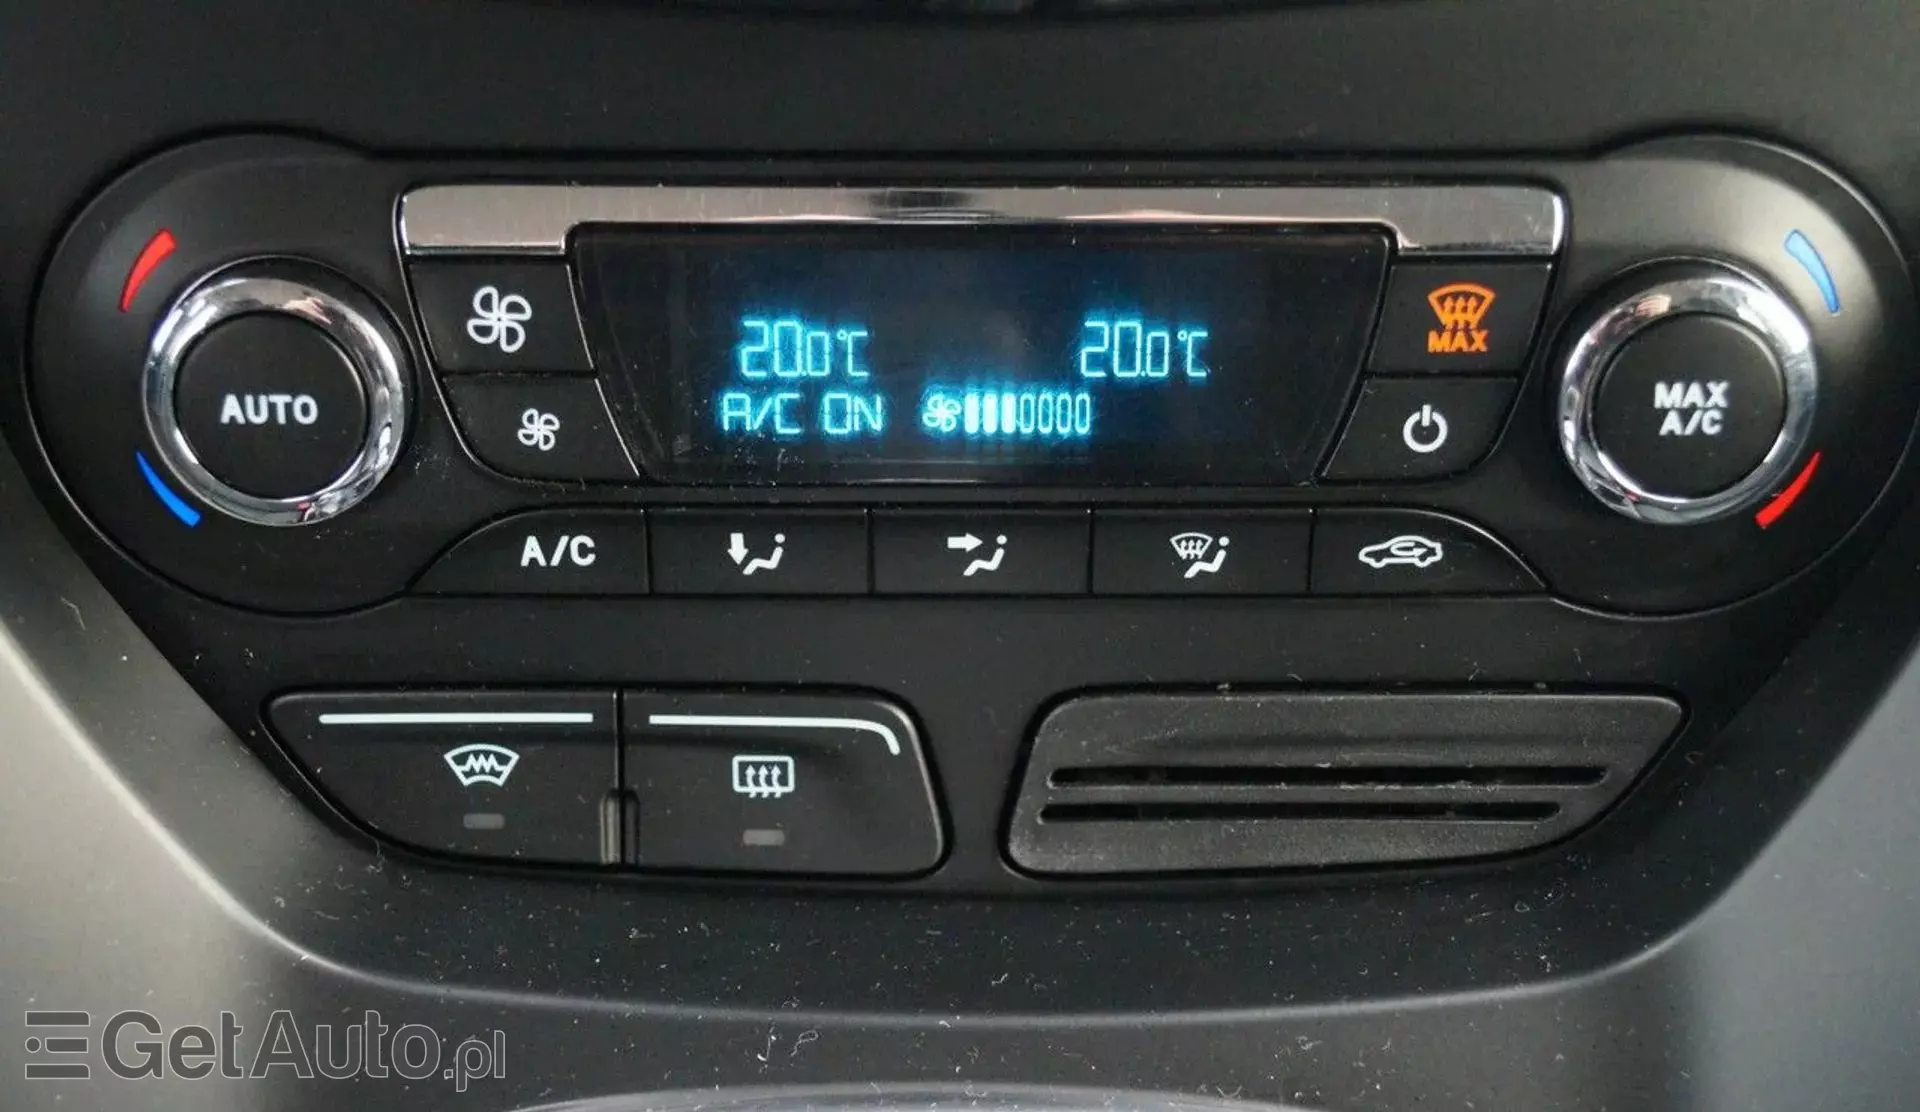 20.0°C 20.0°C
MAX
AUTO
A/C ON
MAX
A/C
A/C
GetAuto.pl